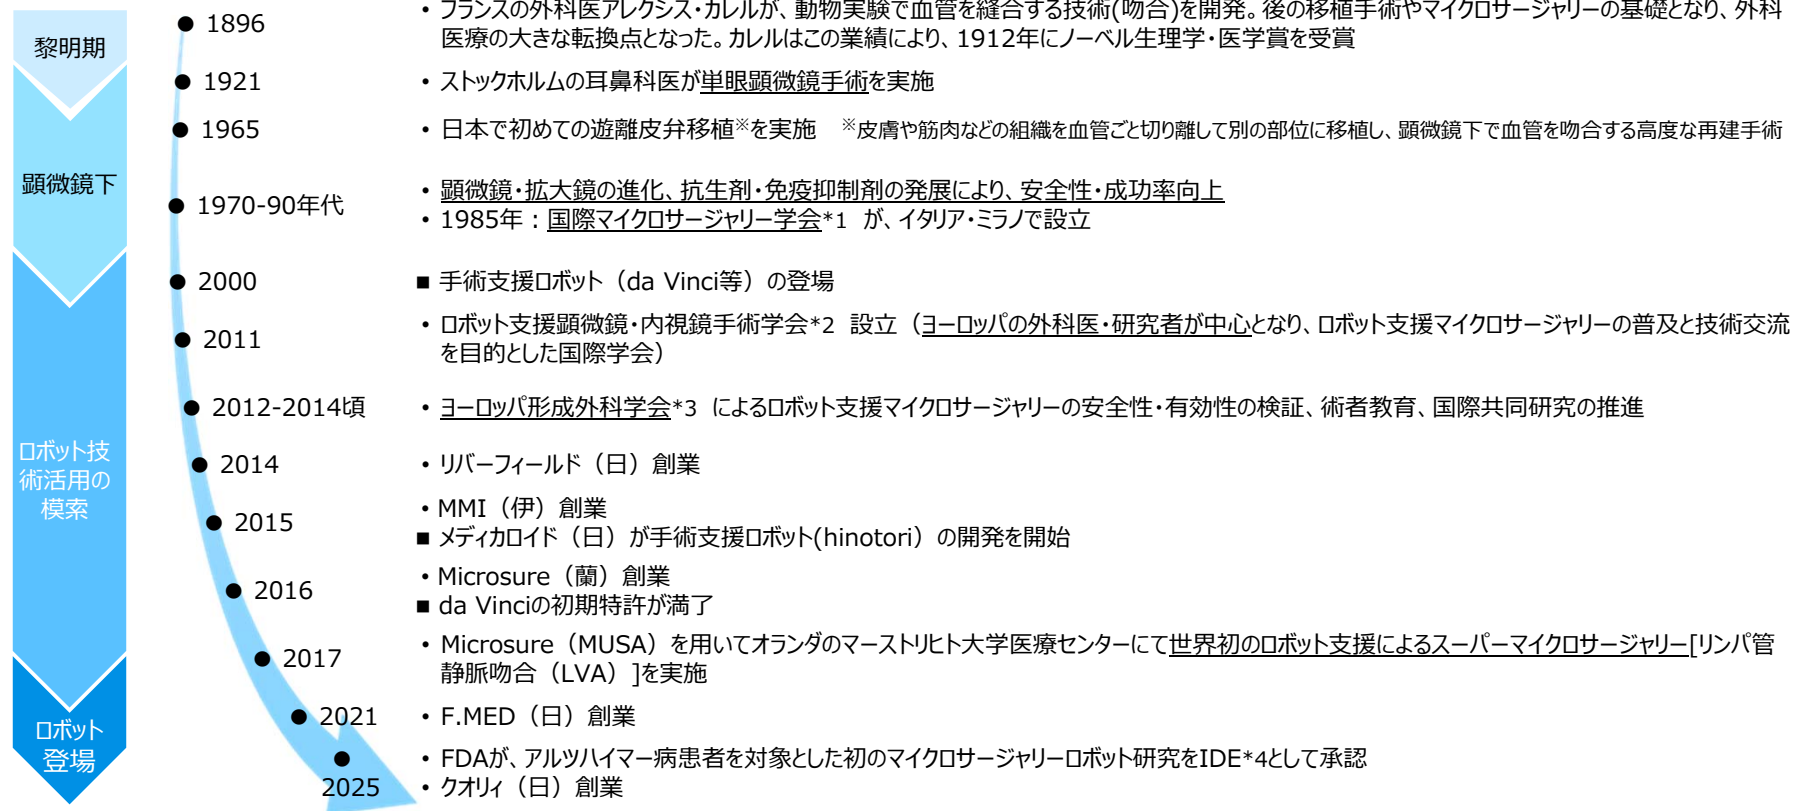 黎明期
1896
・フランスの外科医アレクシス・カレルが、動物実験で血管を縫合する技術(吻合)を開発。後の移植手術やマイクロサージャリーの基礎となり、外科
医療の大きな転換点となった。カレルはこの業績により、1912年にノーベル生理学・医学賞を受賞
1921
・ストックホルムの耳鼻科医が単眼顕微鏡手術を実施
1965
・日本で初めての遊離皮弁移植※を実施 ※皮膚や筋肉などの組織を血管ごと切り離して別の部位に移植し、顕微鏡下で血管を吻合する高度な再建手術
顕微鏡下
1970-90年代
・顕微鏡・拡大鏡の進化、抗生剤・免疫抑制剤の発展により、安全性・成功率向上
・1985年：国際マイクロサージャリー学会*1 が、イタリア・ミラノで設立
2000
■ 手術支援ロボット（da Vinci等）の登場
2011
・ロボット支援顕微鏡・内視鏡手術学会*2 設立（ヨーロッパの外科医・研究者が中心となり、ロボット支援マイクロサージャリーの普及と技術交流
を目的とした国際学会）
2012-2014頃
・ヨーロッパ形成外科学会*3 によるロボット支援マイクロサージャリーの安全性・有効性の検証、術者教育、国際共同研究の推進
ロボット技
術活用の
模索
2014
・リバーフィールド（日）創業
2015
・MMI（伊）創業
■ メディカロイド（日）が手術支援ロボット(hinotori）の開発を開始
2016
・Microsure（蘭）創業
■ da Vinciの初期特許が満了
2017
・Microsure（MUSA）を用いてオランダのマーストリヒト大学医療センターにて世界初のロボット支援によるスーパーマイクロサージャリー[リンパ管
静脈吻合（LVA）]を実施
ロボット
登場
2021
・F.MED（日）創業
2025
・FDAが、アルツハイマー病患者を対象とした初のマイクロサージャリーロボット研究をIDE*4として承認
・クオリィ（日）創業